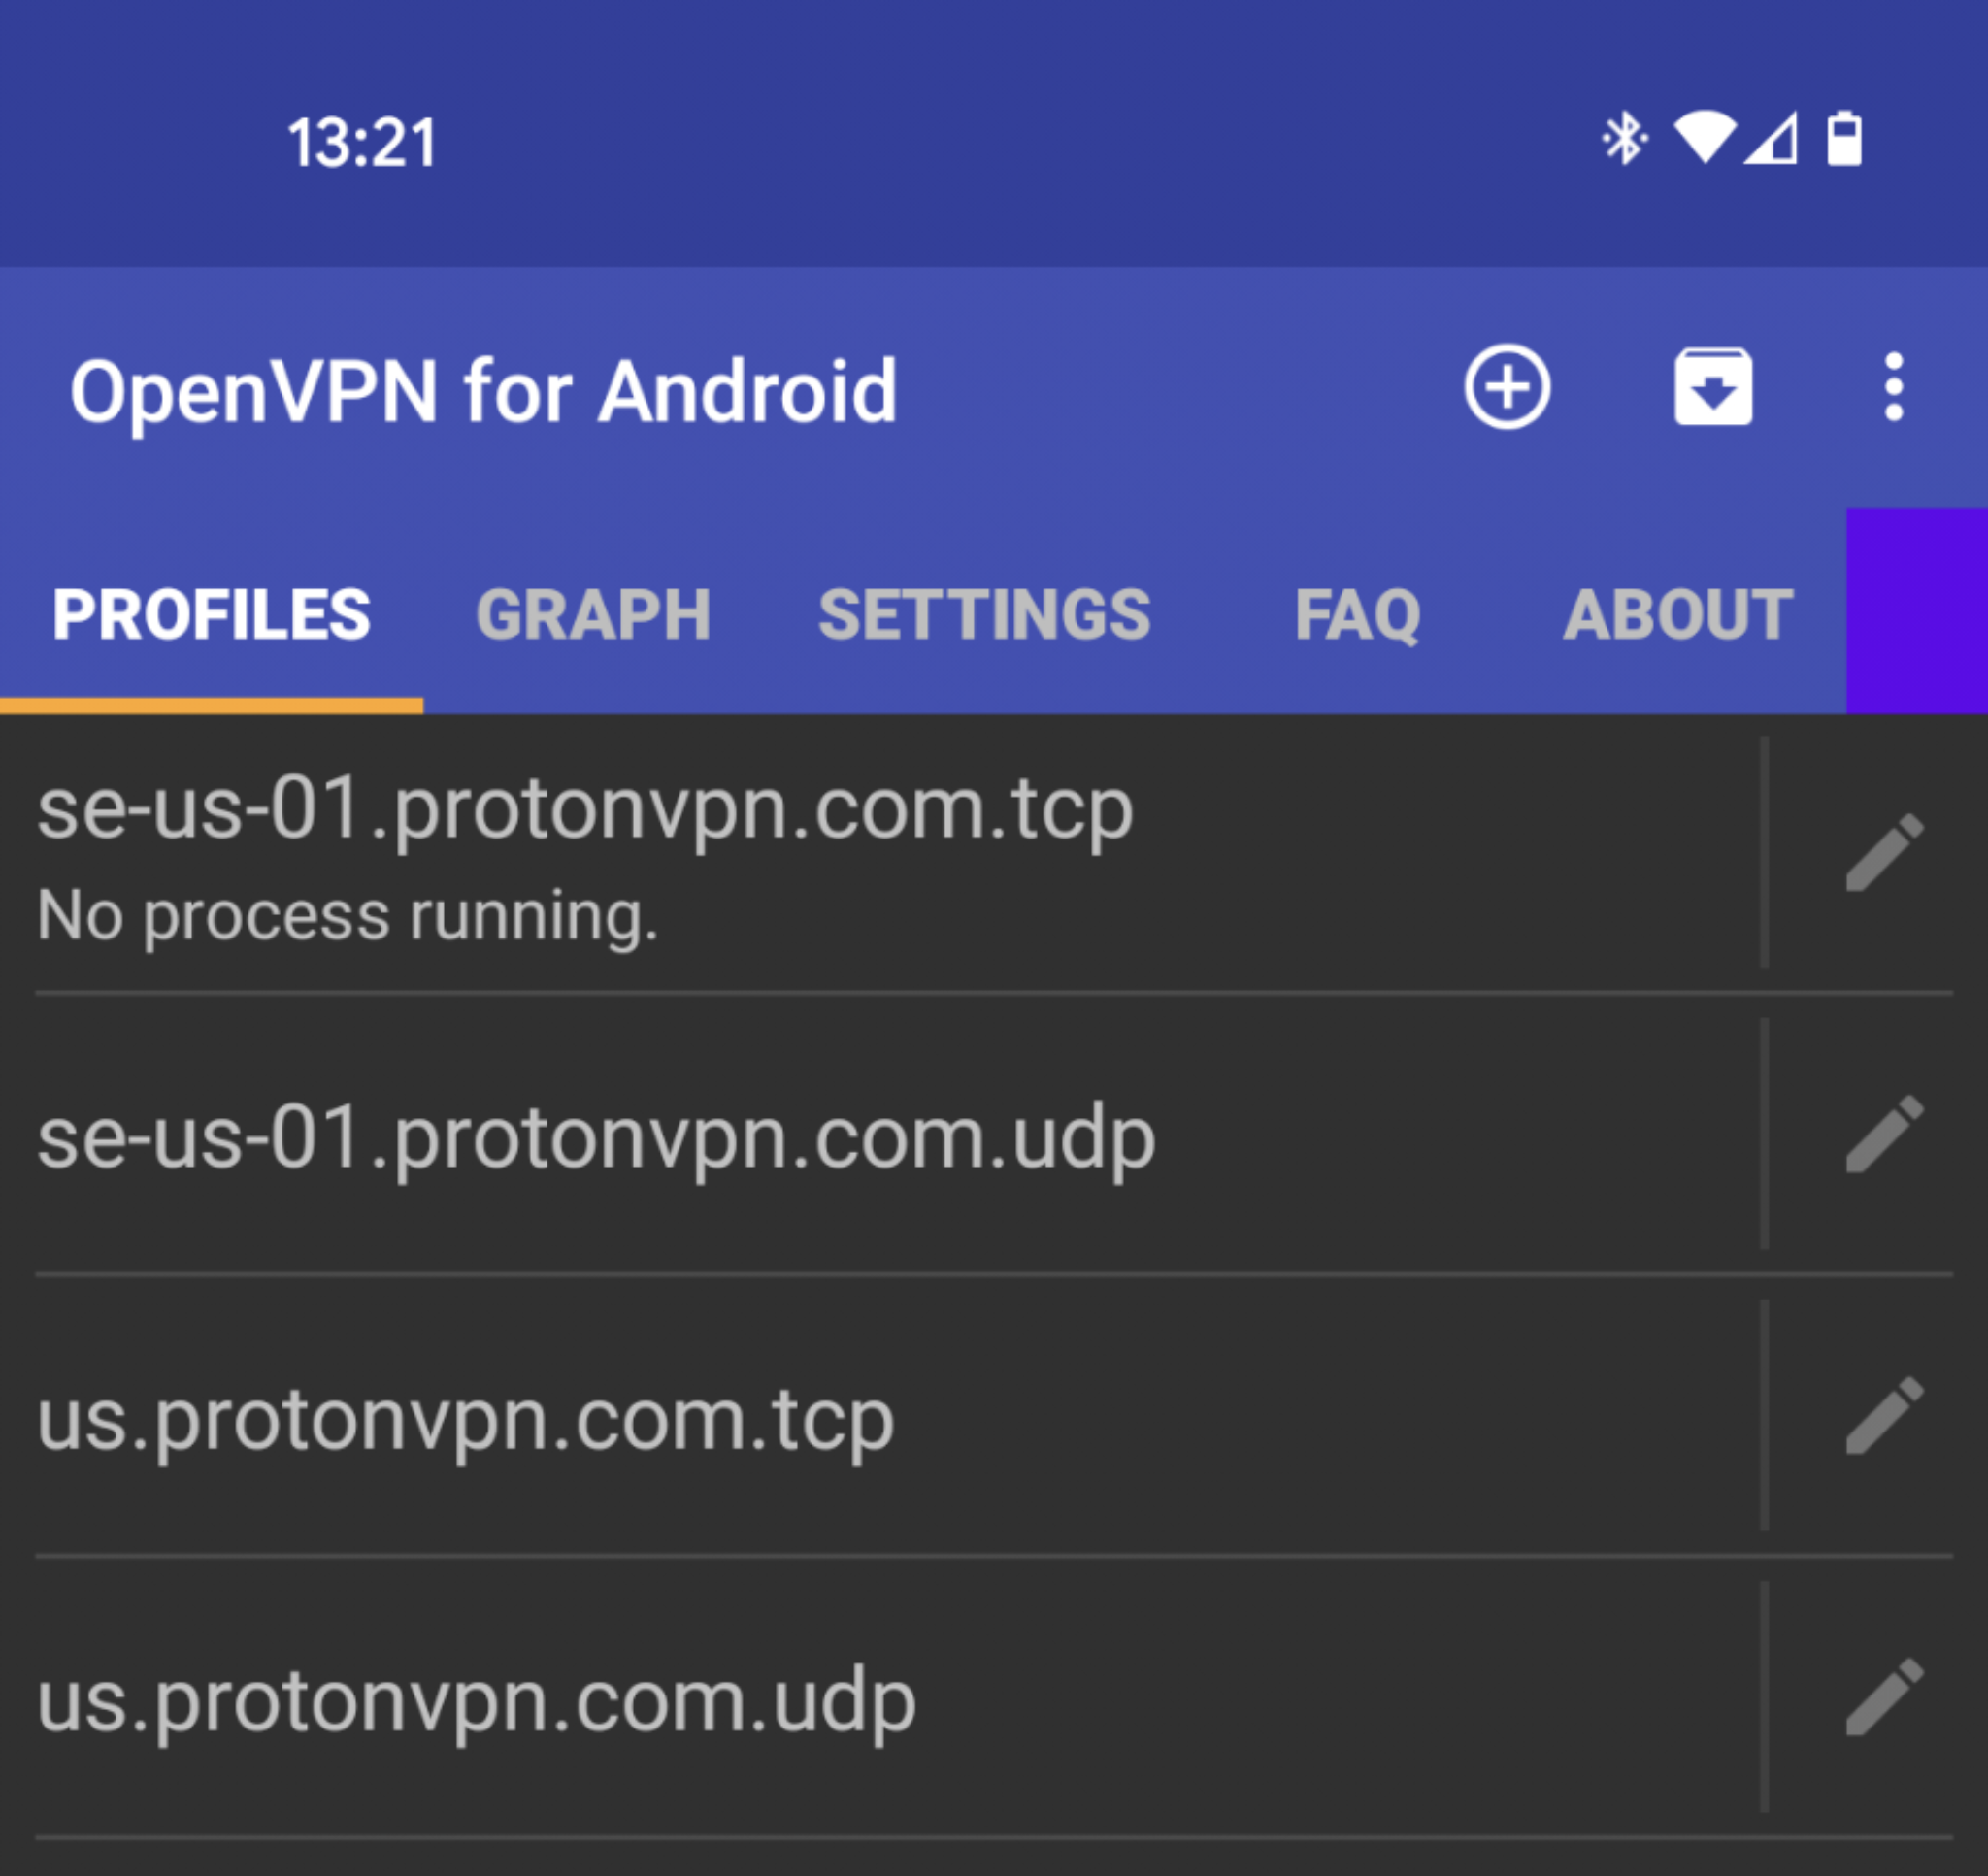 13:21
OpenVPN for Android
PROFILES GRAPH SETTINGS FAQ ABOUT
se-us-01.protonvpn.com.tcp
No process running.
se-us-01.protonvpn.com.udp
us.protonvpn.com.tcp
us.protonvpn.com.udp